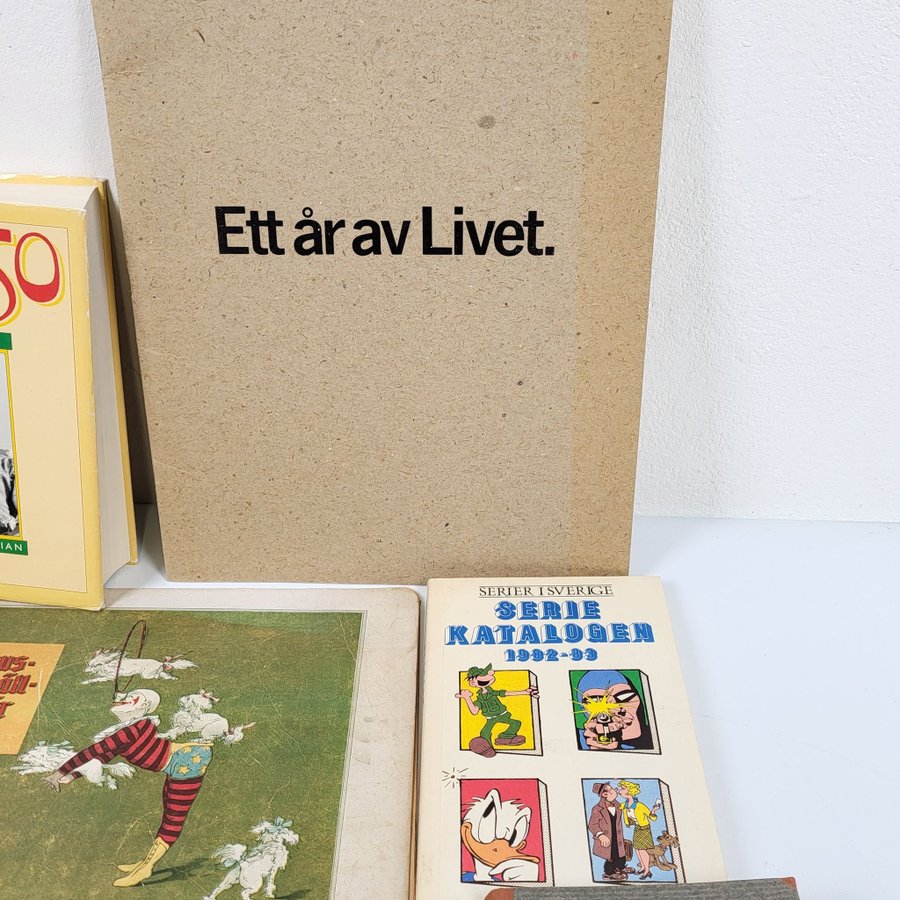 Ett år av Livet.
SERIER I SVERIGE
SERIE
KATALOGEN
1992-93